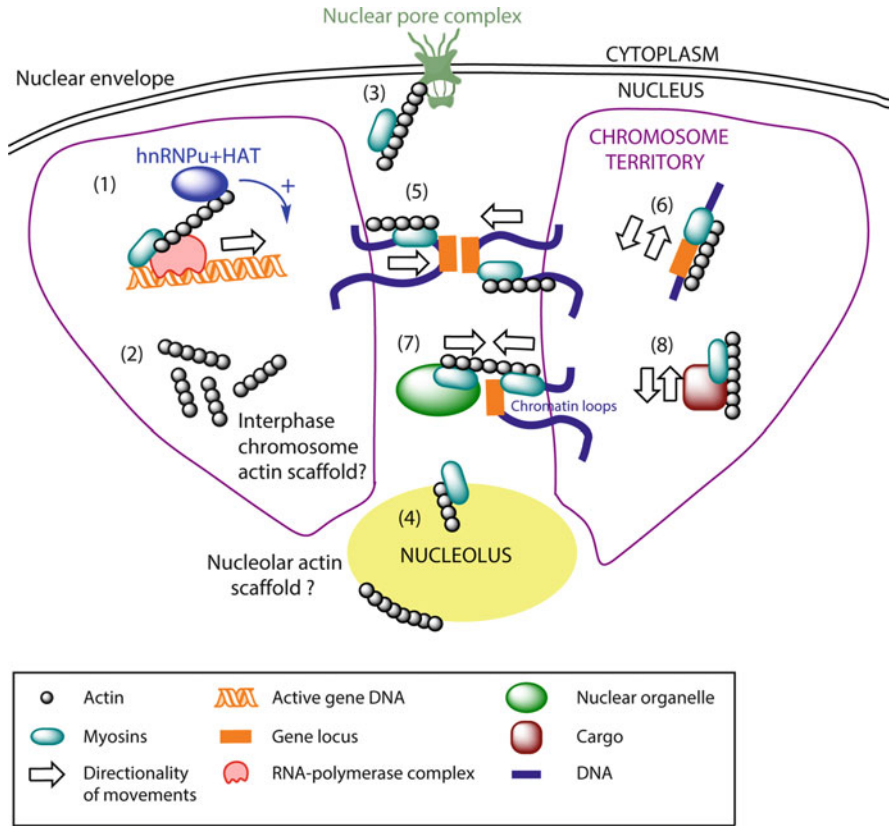 Nuclear pore complex
CYTOPLASM
Nuclear envelope
NUCLEUS
(3)
CHROMOSOME
TERRITORY
hnRNPu+HAT
(1)
+
(5)
(6)
(2)
(7)
(8)
Chromatin loops
Interphase
chromosome
actin scaffold?
(4)
NUCLEOLUS
Nucleolar actin
scaffold ?
Actin
Active gene DNA
Nuclear organelle
Myosins
Gene locus
Cargo
Directionality
of movements
RNA-polymerase complex
DNA